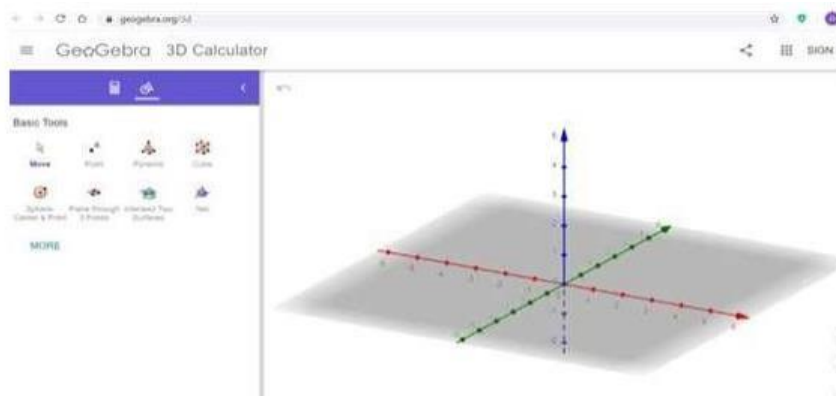 geogebra.org/3d
GeoGebra 3D Calculator
SIGN
Basic Tools
Move Point Pyramid Cube
Sphere: Center & Point
Plane through 3 Points
Intersect Two Surfaces
Net
MORE